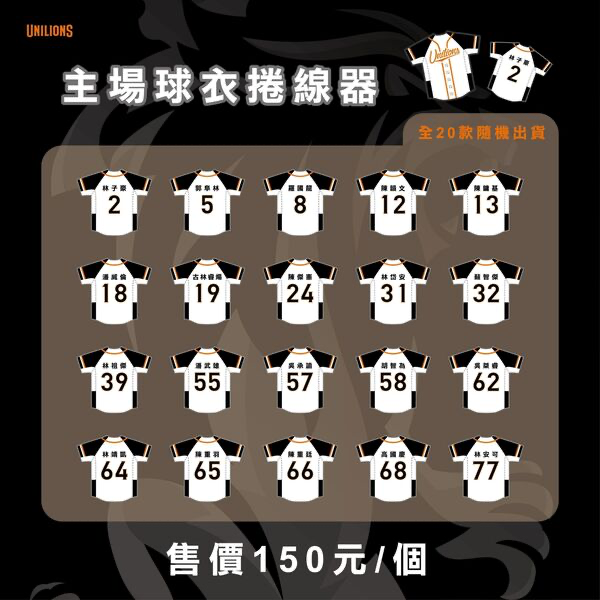 UNILIONS
主場球衣捲線器
Unilions
林子豪
2
全20款隨機出貨
林子豪
2
郭阜林
5
羅國龍
8
陳鏞文
12
陳鏞基
13
潘威倫
18
古林睿煬
19
陳傑憲
24
林岱安
31
蘇智傑
32
林祖傑
39
潘武雄
55
吳承諭
57
胡智為
58
黃竣睿
62
林靖凱
64
陳重羽
65
陳重廷
66
高國慶
68
林安可
77
售價150元/個